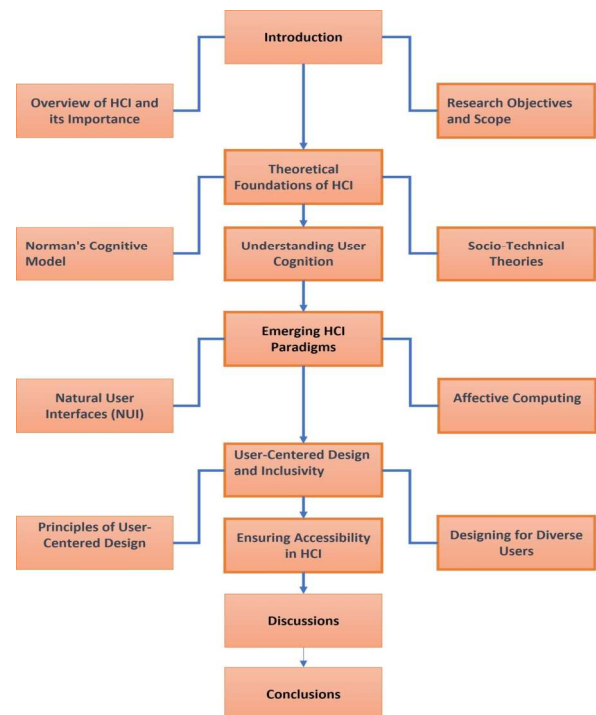 Introduction
Overview of HCI and
its Importance
Research Objectives
and Scope
Theoretical
Foundations of HCI
Norman's Cognitive
Model
Understanding User
Cognition
Socio-Technical
Theories
Emerging HCI
Paradigms
Natural User
Interfaces (NUI)
Affective Computing
User-Centered Design
and Inclusivity
Principles of User-
Centered Design
Ensuring Accessibility
in HCI
Designing for Diverse
Users
Discussions
Conclusions